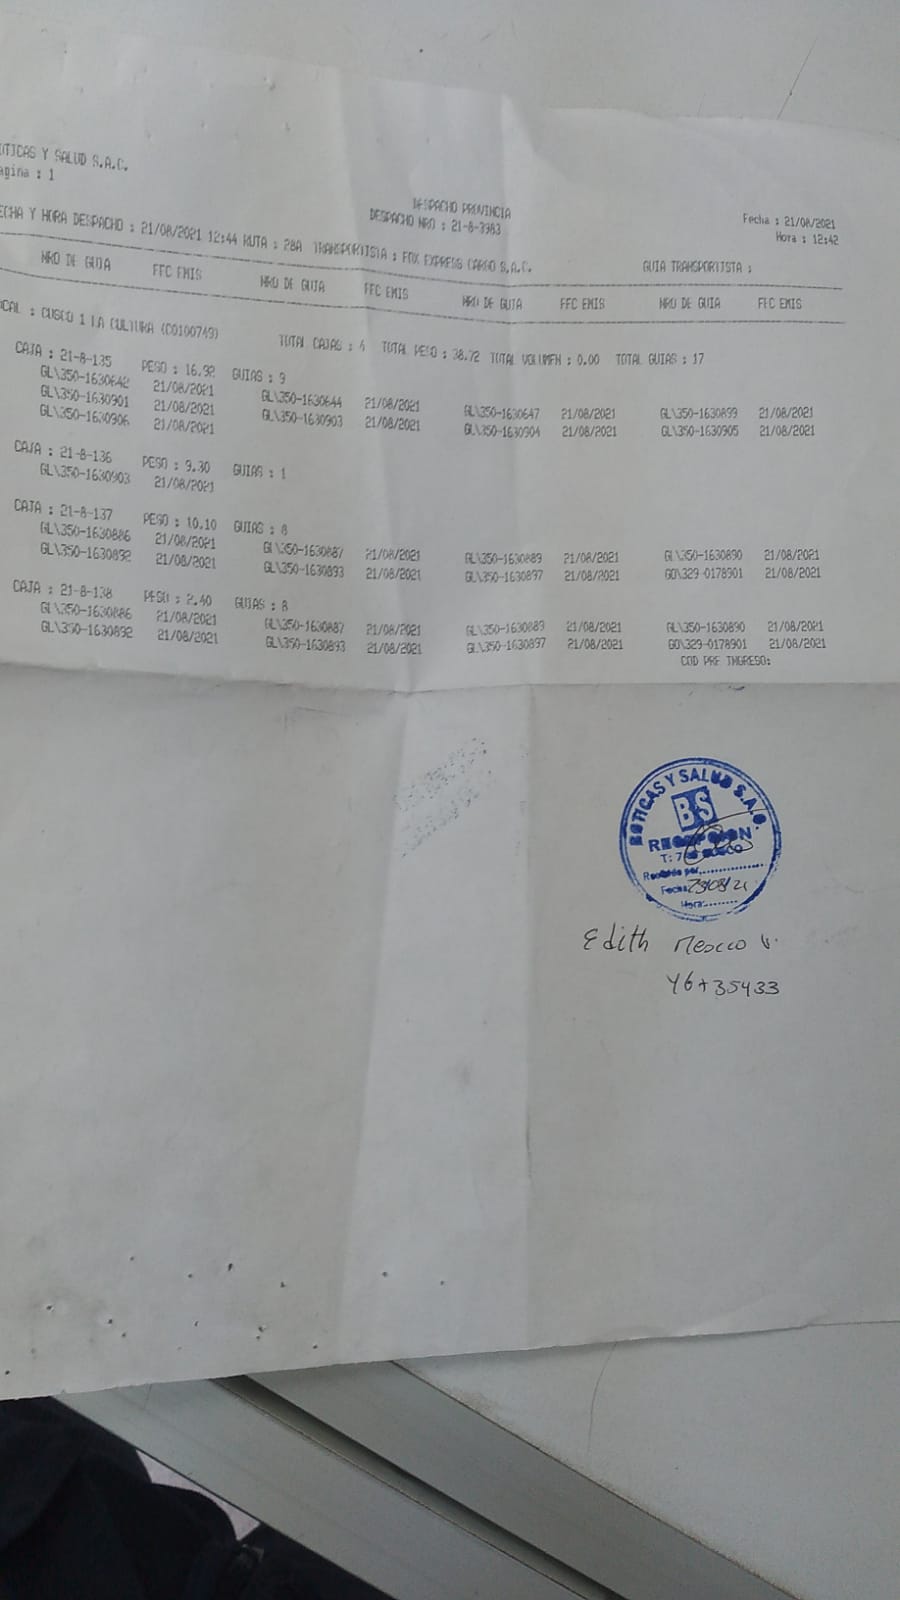 OTICAS Y SALUD S.A.C.
agina : 1
DESPACHO PROVINCIA
DESPACHO NRO : 21-8-3983
Fecha : 21/08/2021
Hora : 12:42
ECHA Y HORA DESPACHO : 21/08/2021 12:44 RUTA : 28A TRANSPORTISTA : FOX EXPRESS CARGO S.A.C. GUIA TRANSPORTISTA :
NRO DE GUIA FEC EMIS NRO DE GUIA FEC EMIS NRO DE GUIA FEC EMIS NRO DE GUIA FEC EMIS
OCAL : CUSCO 1 LA CULTURA (C0100749) TOTAL CAJAS : 4 TOTAL PESO : 38.72 TOTAL VOLUMEN : 0.00 TOTAL GUIAS : 17
CAJA : 21-8-135 PESO : 16.92 GUIAS : 9
GL\350-1630642 21/08/2021 GL\350-1630644 21/08/2021 GL\350-1630647 21/08/2021 GL\350-1630899 21/08/2021
GL\350-1630901 21/08/2021 GL\350-1630903 21/08/2021 GL\350-1630904 21/08/2021 GL\350-1630905 21/08/2021
GL\350-1630906 21/08/2021
CAJA : 21-8-136 PESO : 9.30 GUIAS : 1
GL\350-1630903 21/08/2021
CAJA : 21-8-137 PESO : 10.10 GUIAS : 8
GL\350-1630886 21/08/2021 GL\350-1630887 21/08/2021 GL\350-1630889 21/08/2021 GL\350-1630890 21/08/2021
GL\350-1630892 21/08/2021 GL\350-1630893 21/08/2021 GL\350-1630897 21/08/2021 GO\329-0178901 21/08/2021
CAJA : 21-8-138 PESO : 2.40 GUIAS : 8
GL\350-1630886 21/08/2021 GL\350-1630887 21/08/2021 GL\350-1630889 21/08/2021 GL\350-1630890 21/08/2021
GL\350-1630892 21/08/2021 GL\350-1630893 21/08/2021 GL\350-1630897 21/08/2021 GO\329-0178901 21/08/2021
COD PRE INGRESO:
BOTICAS Y SALUD S.A.C.
BS
RECEPCION
Recibido por
Fecha 23/08/21
Hora:
Edith